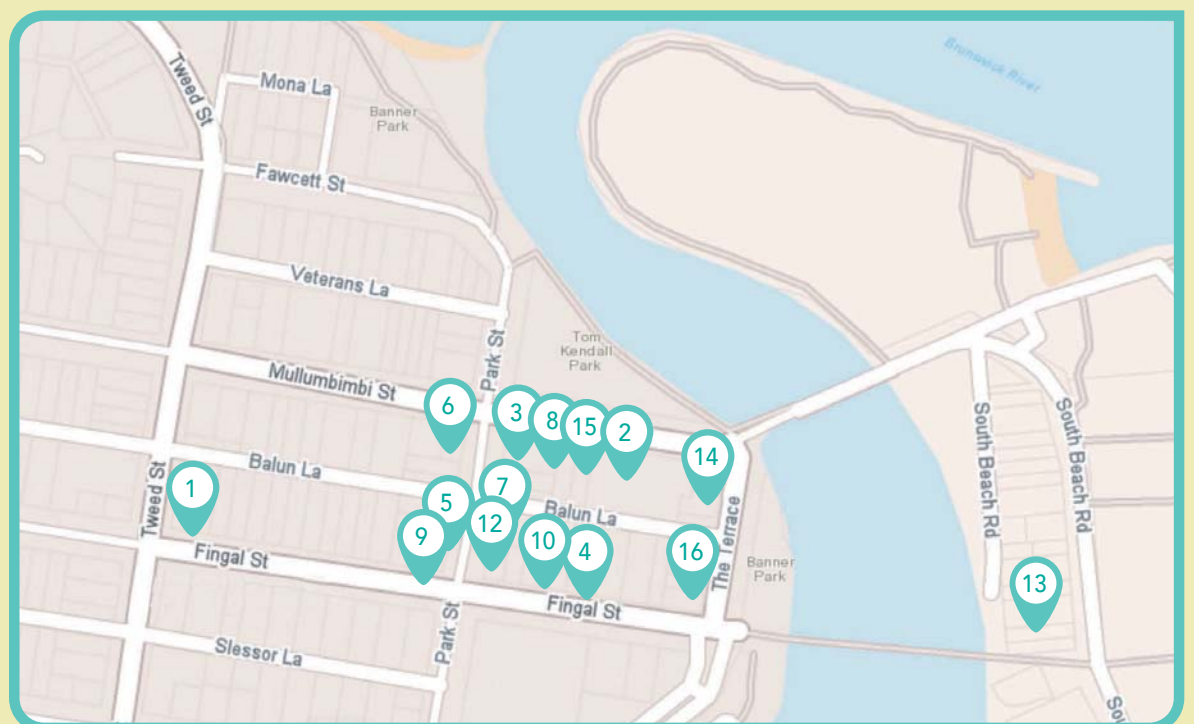 Brunswick River
Tweed St
Mona La
Banner
Park
Fawcett St
Veterans La
Park St
Tom
Kendall
Park
Mullumbimbi St
6
3
8
15
2
14
South Beach Rd
South Beach Rd
Balun La
1
Tweed St
5
7
12
Balun La
9
10
4
16
The Terrace
Banner
Park
13
Fingal St
Fingal St
Park St
Slessor La
Sou